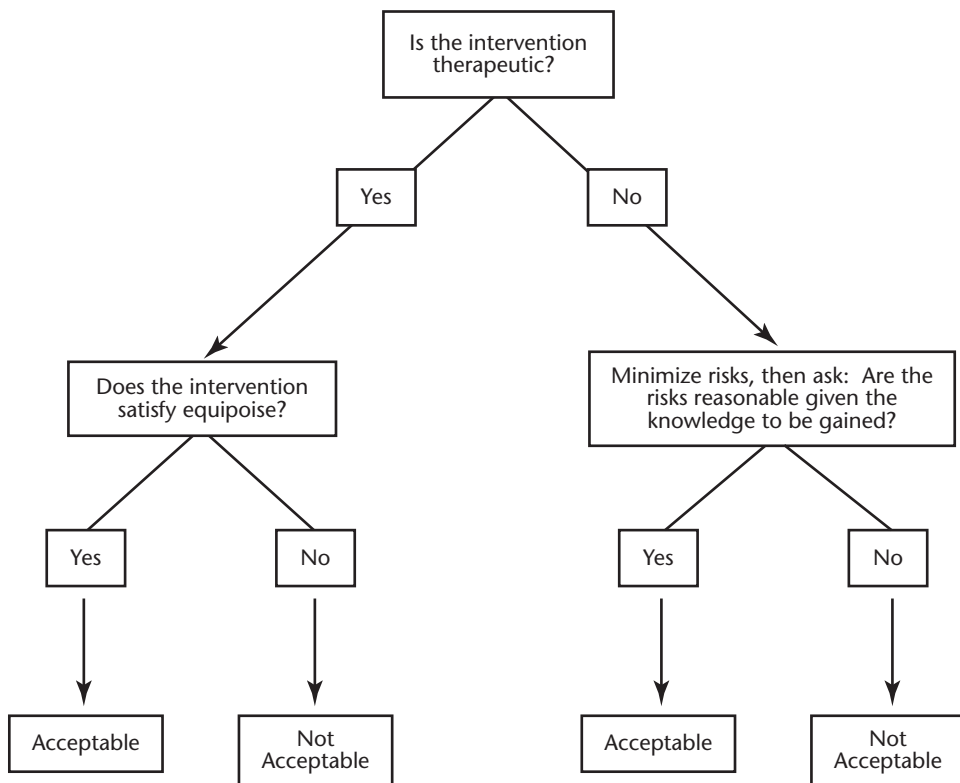 Is the intervention
therapeutic?
Yes
No
Does the intervention
satisfy equipoise?
Minimize risks, then ask: Are the
risks reasonable given the
knowledge to be gained?
Yes
No
Yes
No
Acceptable
Not
Acceptable
Acceptable
Not
Acceptable